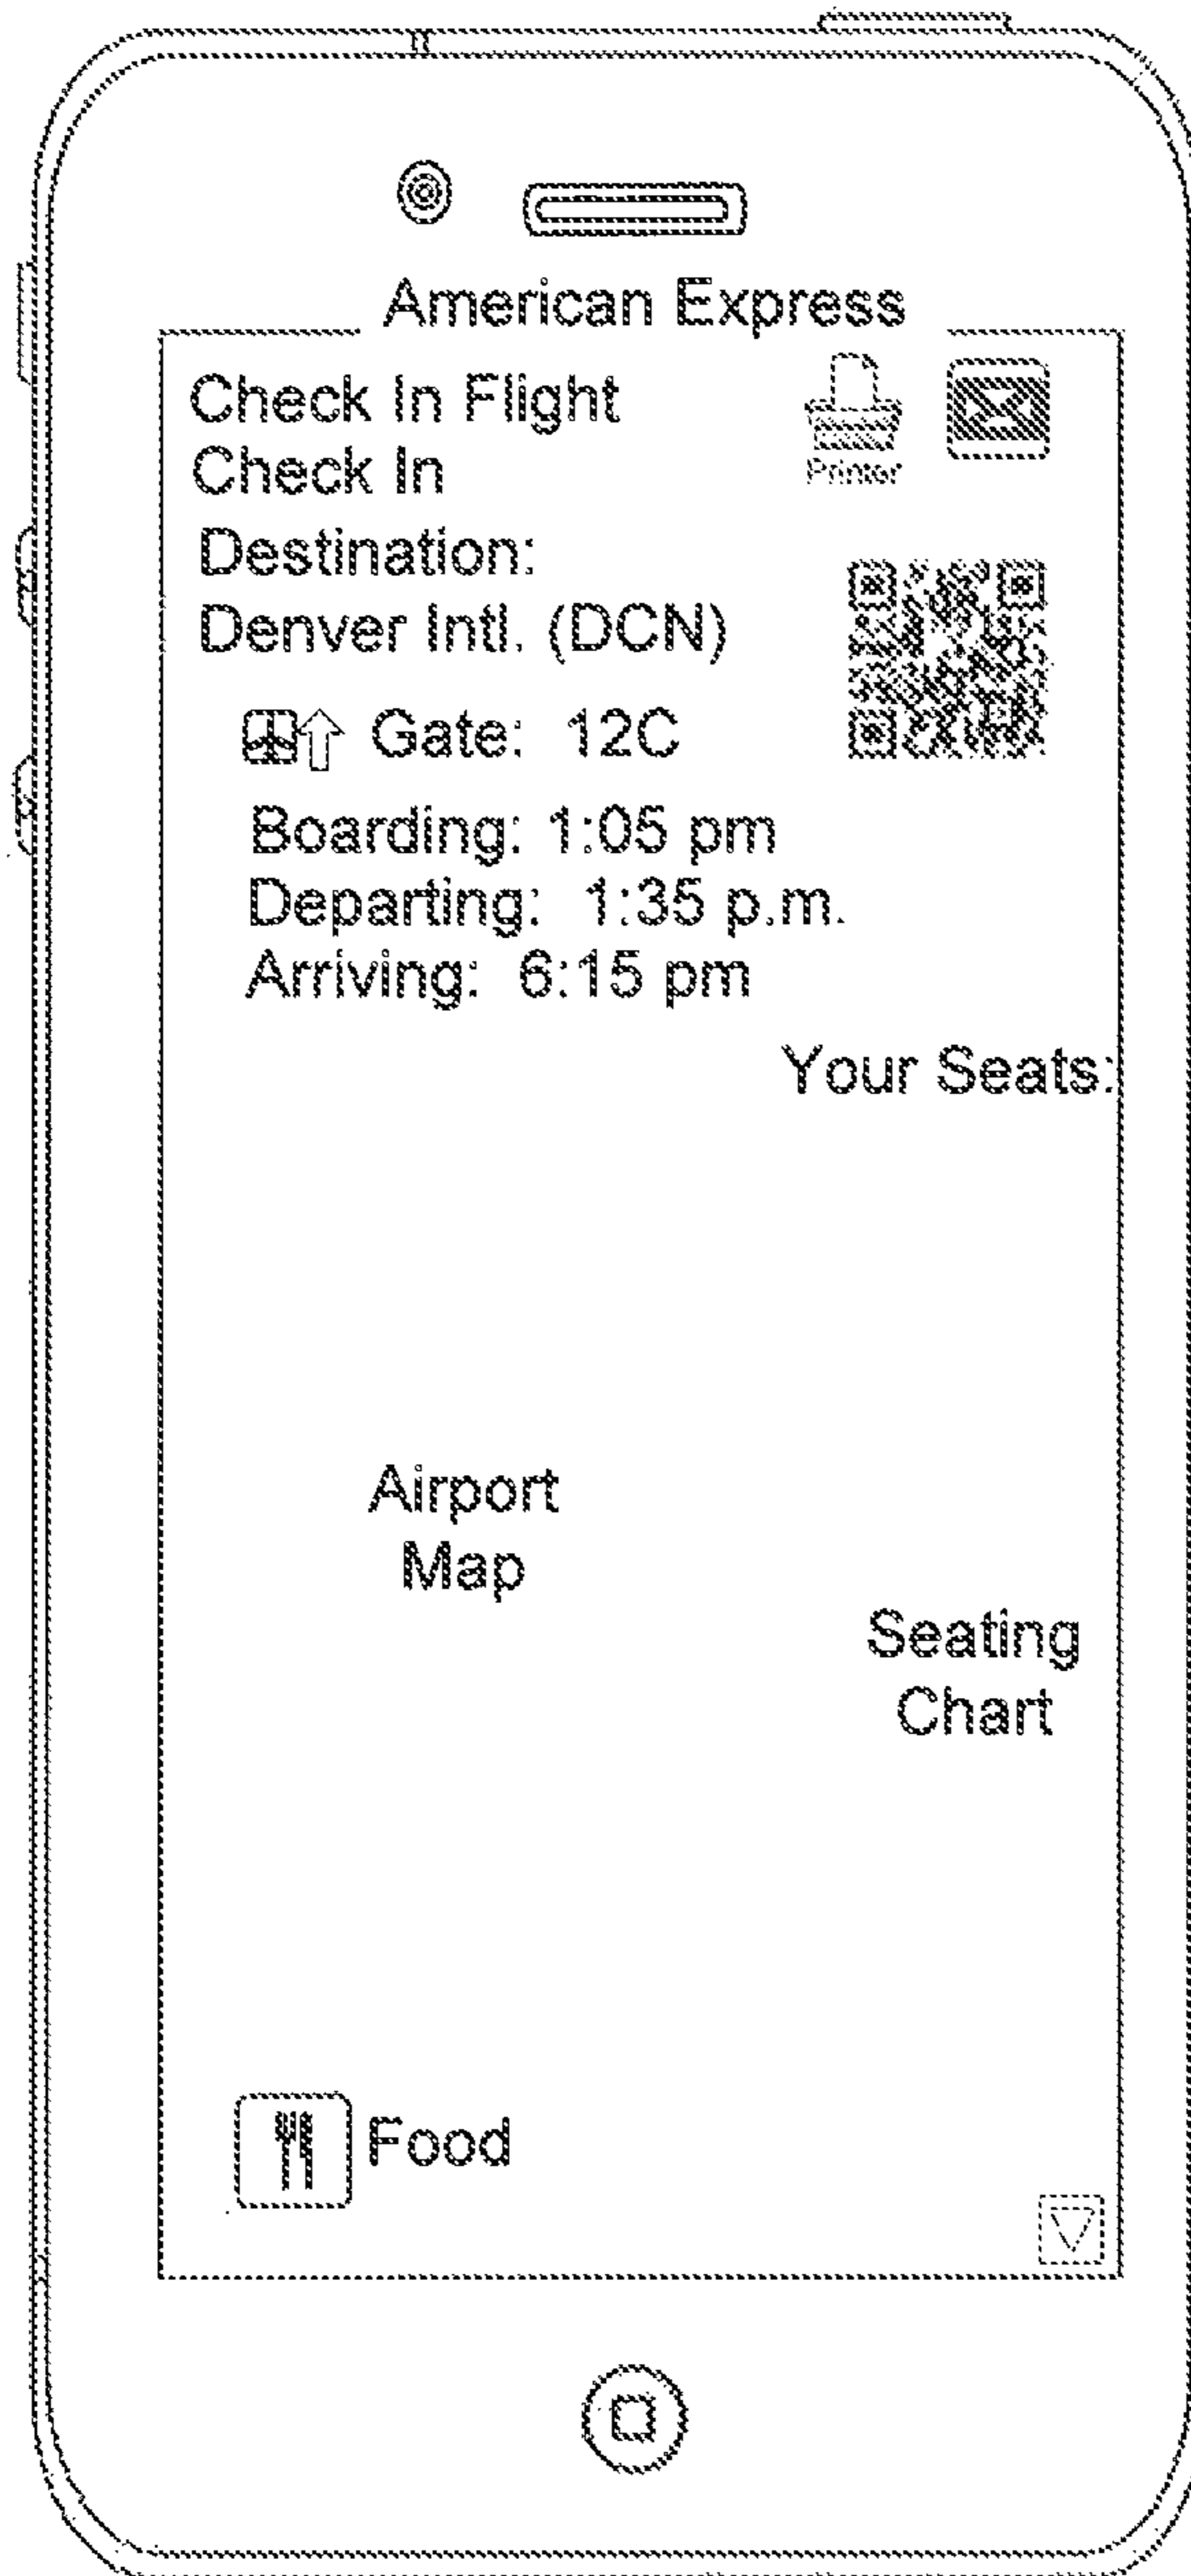 American Express
Check In Flight
Printer
Check In
Destination:
Denver Intl. (DCN)
Gate: 12C
Boarding: 1:05 pm
Departing: 1:35 p.m.
Arriving: 6:15 pm
Your Seats:
Airport
Map
Seating
Chart
Food